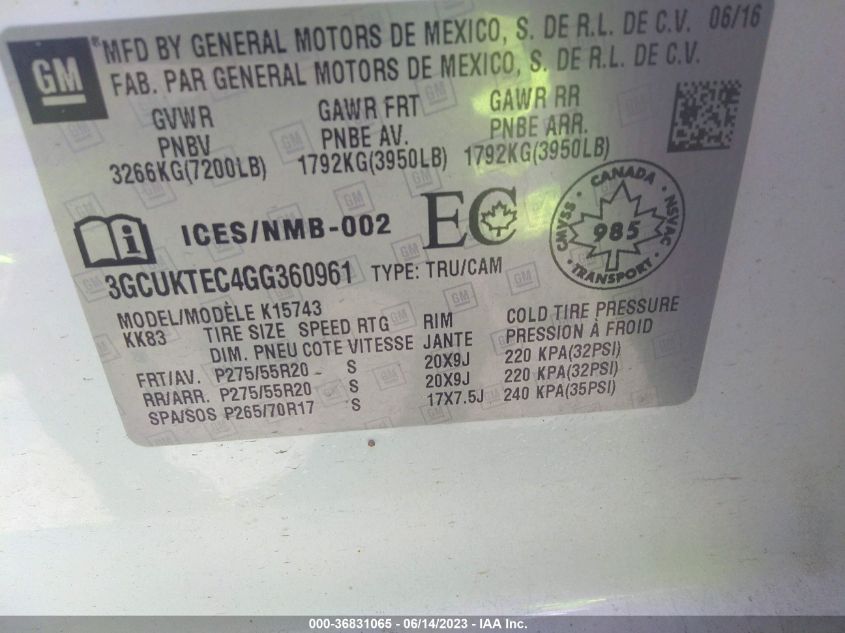 GM
® MFD BY GENERAL MOTORS DE MEXICO, S. DE R.L. DE C.V. 06/16
FAB. PAR GENERAL MOTORS DE MEXICO, S. DE R.L. DE C.V.
GVWR GAWR FRT GAWR RR
PNBV PNBE AV. PNBE ARR.
3266KG(7200LB) 1792KG(3950LB) 1792KG(3950LB)
i ICES/NMB-002 EC
CANADA
CMVSS 985 NSVAC
TRANSPORT
3GCUKTEC4GG360961 TYPE: TRU/CAM
MODEL/MODÈLE K15743
KK83 TIRE SIZE SPEED RTG RIM COLD TIRE PRESSURE
DIM. PNEU COTE VITESSE JANTE PRESSION À FROID
FRT/AV. P275/55R20 S 20X9J 220 KPA(32PSI)
RR/ARR. P275/55R20 S 20X9J 220 KPA(32PSI)
SPA/SOS P265/70R17 S 17X7.5J 240 KPA(35PSI)
000-36831065 - 06/14/2023 - © IAA Inc.